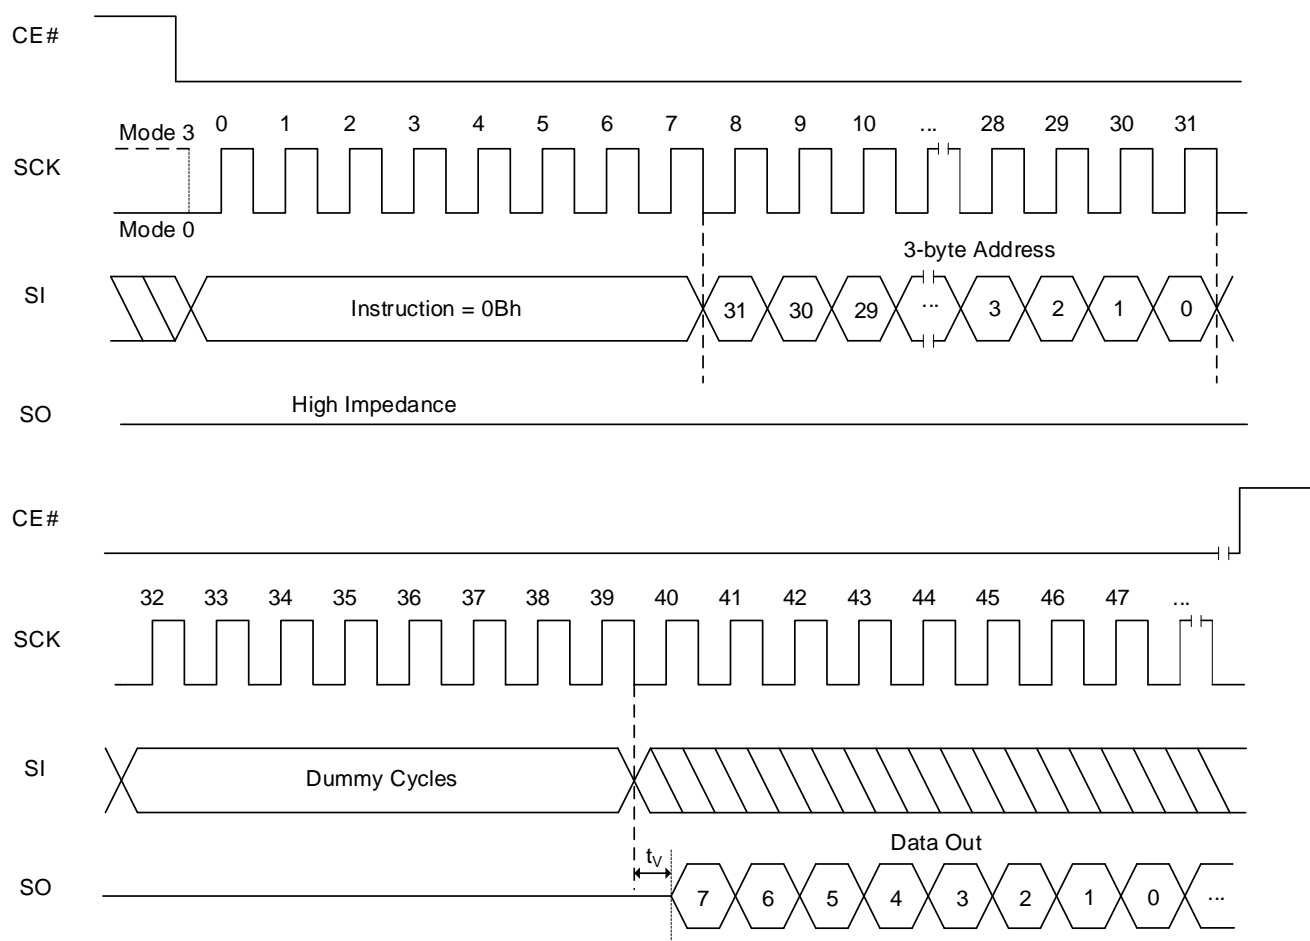 CE#
Mode 3 0 1 2 3 4 5 6 7 8 9 10 ... 28 29 30 31
SCK
Mode 0
3-byte Address
SI Instruction = 0Bh 31 30 29 ... 3 2 1 0
High Impedance
SO
CE#
32 33 34 35 36 37 38 39 40 41 42 43 44 45 46 47 ...
SCK
SI Dummy Cycles
Data Out
tV
SO 7 6 5 4 3 2 1 0 ...